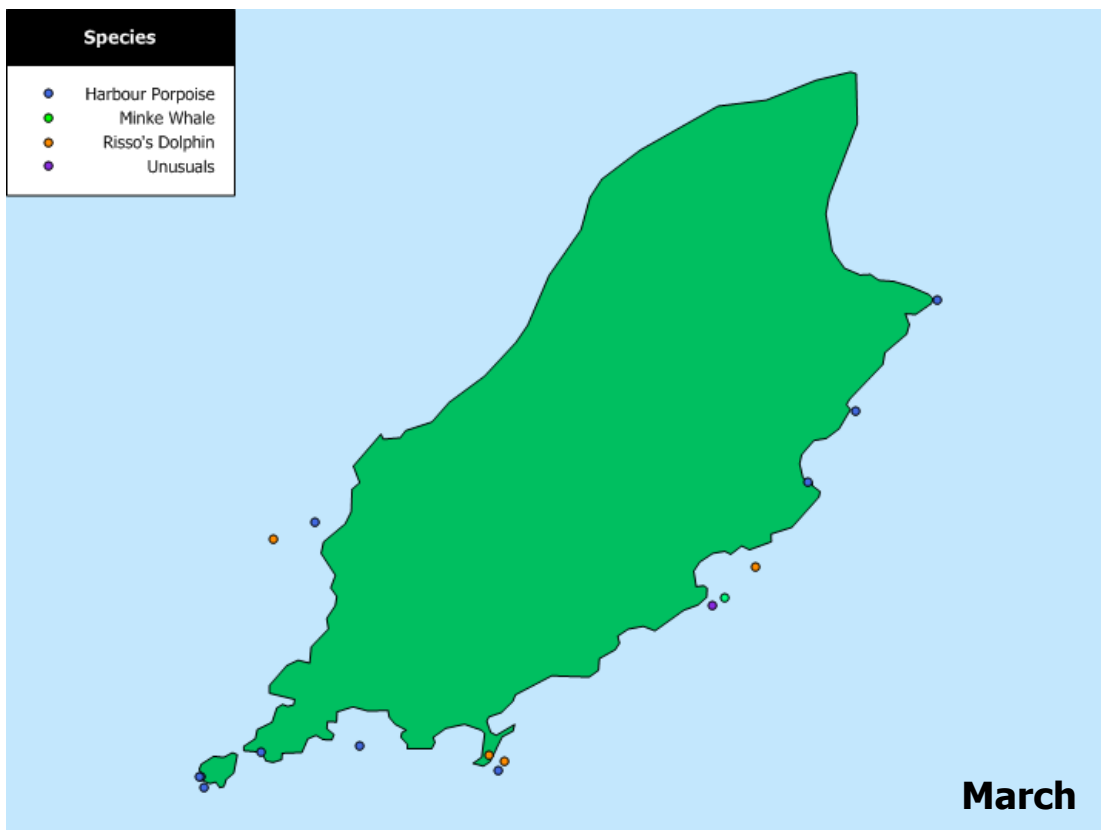 Species
Harbour Porpoise
Minke Whale
Risso's Dolphin
Unusuals
March